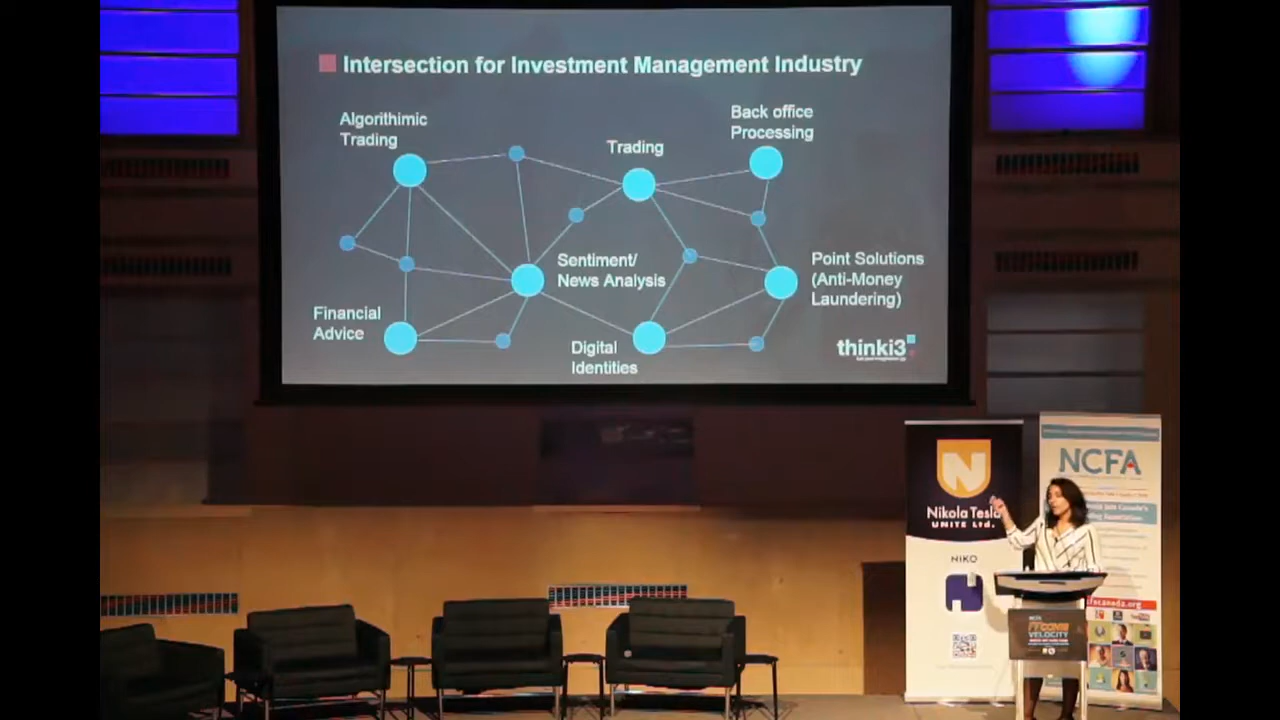 Intersection for Investment Management Industry
Algorithimic
Trading
Trading
Back office
Processing
Sentiment/
News Analysis
Point Solutions
(Anti-Money
Laundering)
Financial
Advice
Digital
Identities
thinki3
N
Nikola Tesla
UNITE Ltd.
NIKO
NCFA
VELOCITY